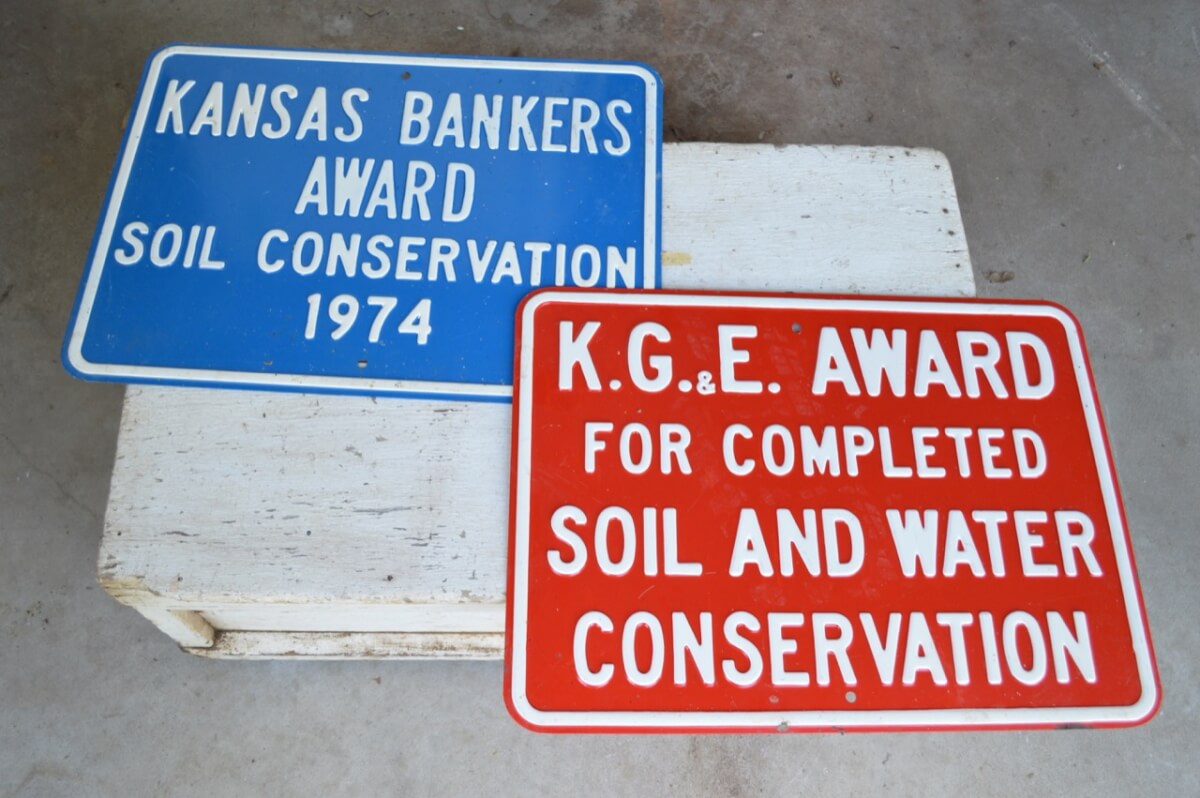 KANSAS BANKERS
AWARD
SOIL CONSERVATION
1974
K.G.&E. AWARD
FOR COMPLETED
SOIL AND WATER
CONSERVATION